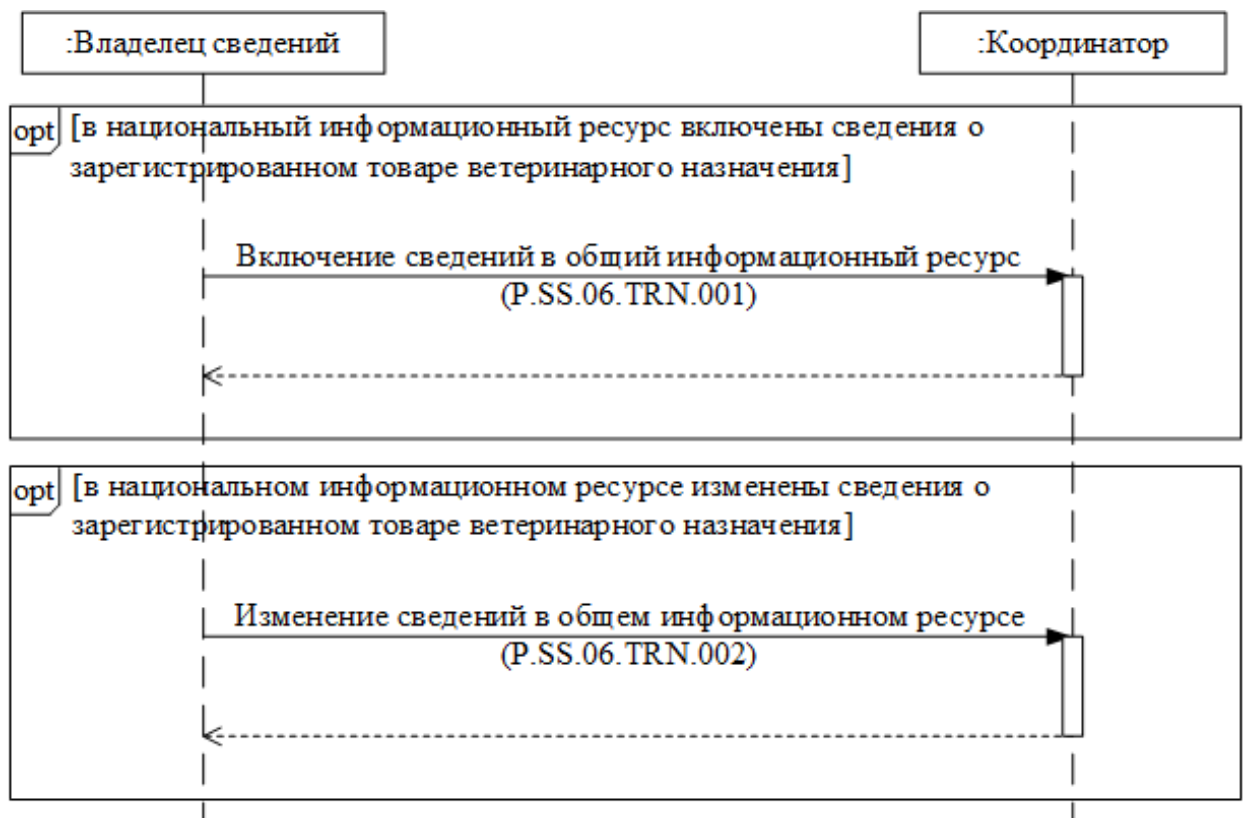 :Владелец сведений
:Координатор
opt
[в национальный информационный ресурс включены сведения о
зарегистрированном товаре ветеринарного назначения]
Включение сведений в общий информационный ресурс
(P.SS.06.TRN.001)
opt
[в национальном информационном ресурсе изменены сведения о
зарегистрированном товаре ветеринарного назначения]
Изменение сведений в общем информационном ресурсе
(P.SS.06.TRN.002)